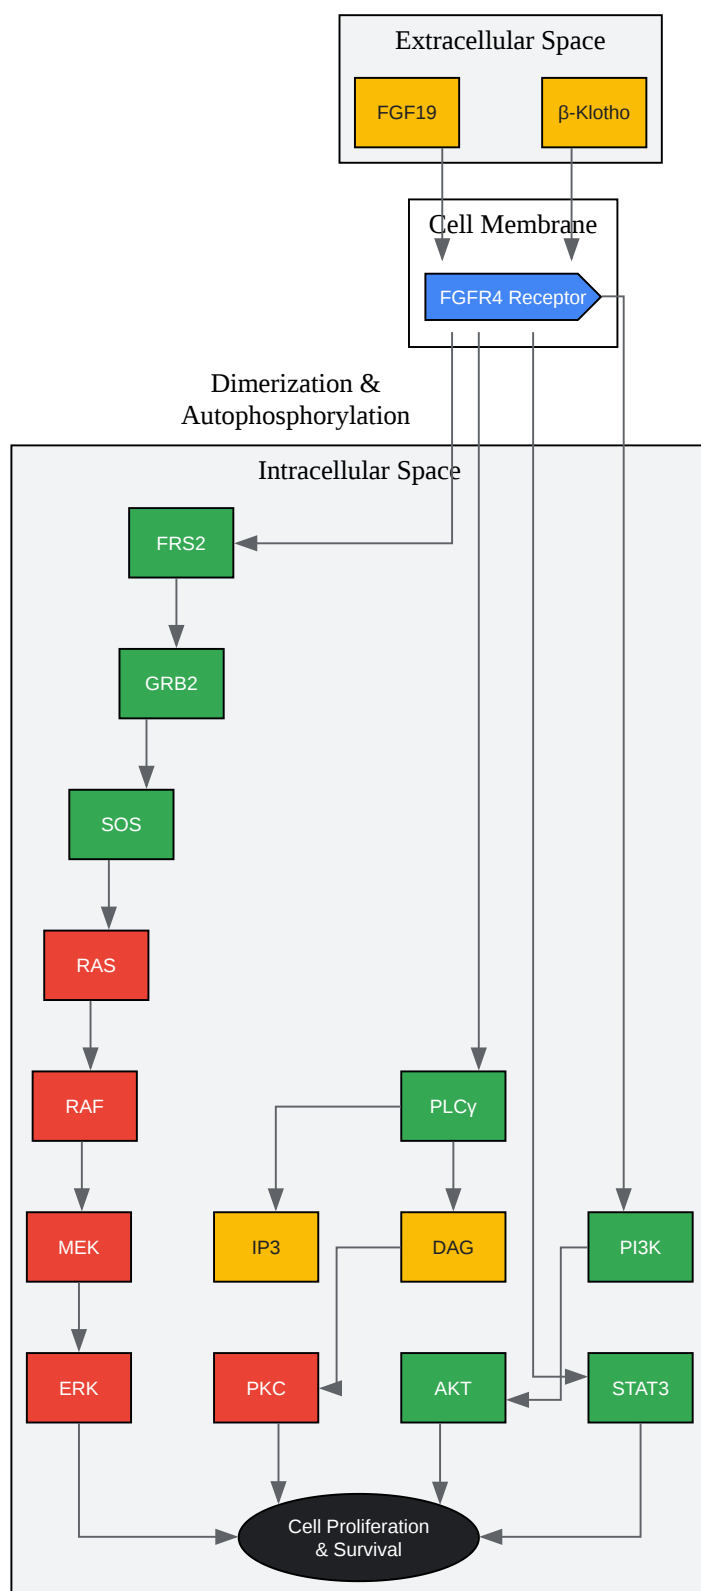 Extracellular Space
FGF19
β-Klotho
Cell Membrane
FGFR4 Receptor
Dimerization &
Autophosphorylation
Intracellular Space
FRS2
GRB2
SOS
RAS
RAF
PLCγ
MEK
IP3
DAG
PI3K
ERK
PKC
AKT
STAT3
Cell Proliferation
& Survival